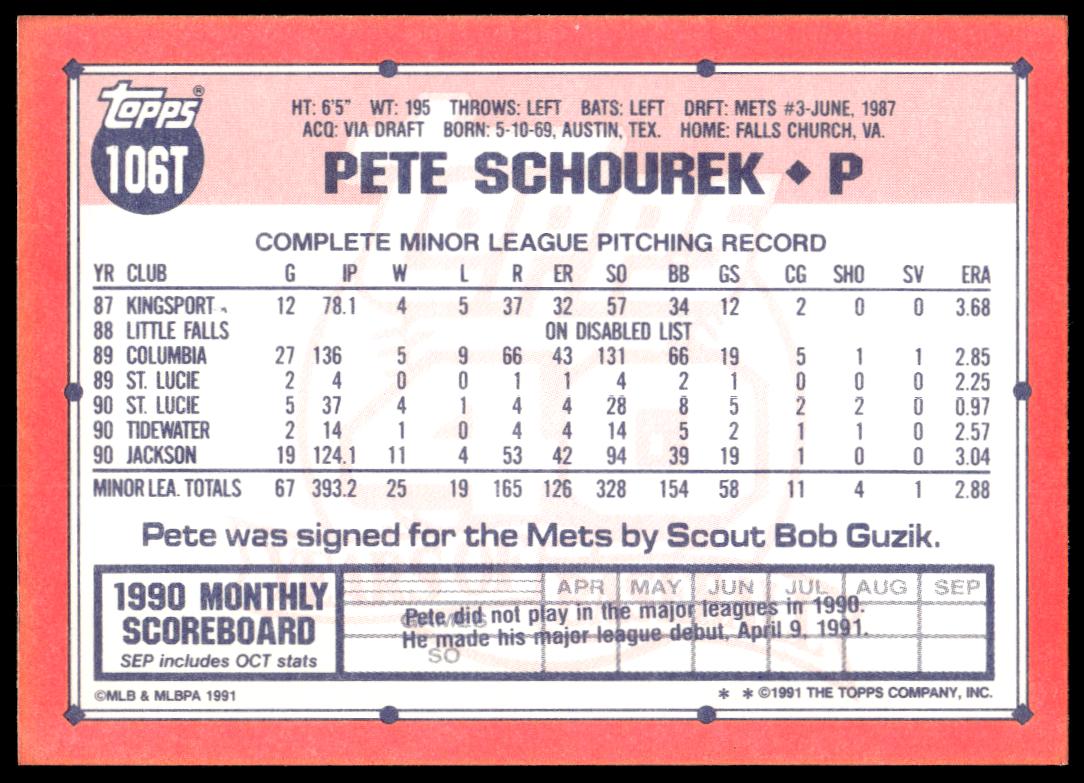 TOPPS®
106T
HT: 6'5" WT: 195 THROWS: LEFT BATS: LEFT DRFT: METS #3-JUNE, 1987
ACQ: VIA DRAFT BORN: 5-10-69, AUSTIN, TEX. HOME: FALLS CHURCH, VA.
PETE SCHOUREK ◆ P
COMPLETE MINOR LEAGUE PITCHING RECORD
YR CLUB G IP W L R ER SO BB GS CG SHO SV ERA
87 KINGSPORT 12 78.1 4 5 37 32 57 34 12 2 0 0 3.68
88 LITTLE FALLS ON DISABLED LIST
89 COLUMBIA 27 136 5 9 66 43 131 66 19 5 1 1 2.85
89 ST. LUCIE 2 4 0 0 1 1 4 2 1 0 0 0 2.25
90 ST. LUCIE 5 37 4 1 4 4 28 8 5 2 2 0 0.97
90 TIDEWATER 2 14 1 0 4 4 14 5 2 1 1 0 2.57
90 JACKSON 19 124.1 11 4 53 42 94 39 19 1 0 0 3.04
MINOR LEA. TOTALS 67 393.2 25 19 165 126 328 154 58 11 4 1 2.88
Pete was signed for the Mets by Scout Bob Guzik.
1990 MONTHLY
SCOREBOARD
SEP includes OCT stats
APR MAY JUN JUL AUG SEP
GAMES
Pete did not play in the major leagues in 1990.
He made his major league debut, April 9, 1991.
SO
©MLB & MLBPA 1991
* * ©1991 THE TOPPS COMPANY, INC.